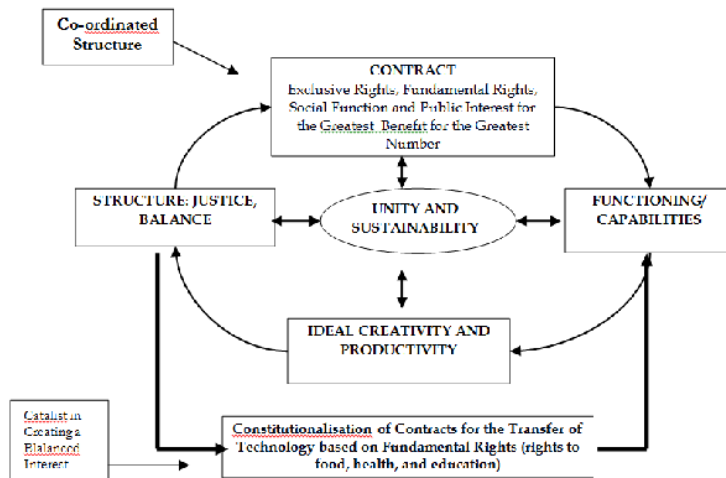 Co-ordinated
Structure
CONTRACT
Exclusive Rights, Fundamental Rights,
Social Function and Public Interest for
the Greatest Benefit for the Greatest
Number
STRUCTURE: JUSTICE,
BALANCE
UNITY AND
SUSTAINABILITY
FUNCTIONING/
CAPABILITIES
IDEAL CREATIVITY AND
PRODUCTIVITY
Catalist in
Creating a
Blalanced
Interest
Constitutionalisation of Contracts for the Transfer of
Technology based on Fundamental Rights (rights to
food, health, and education)